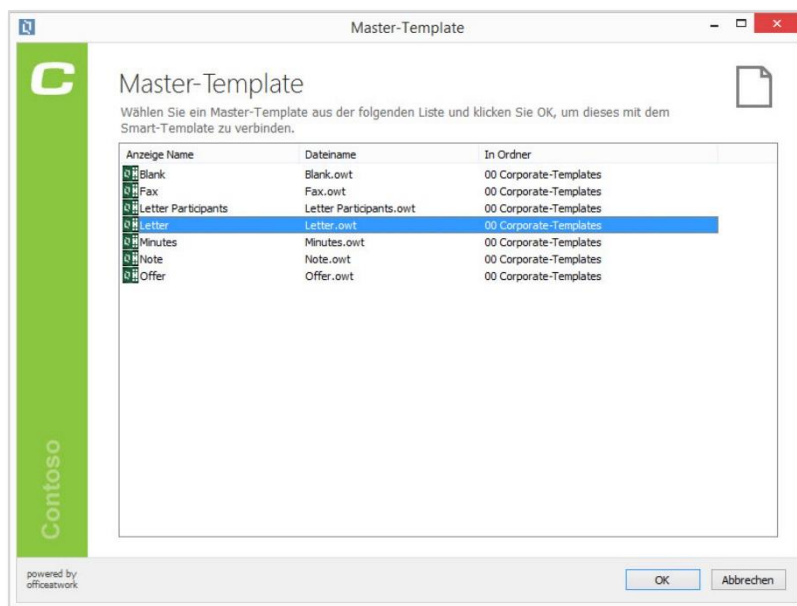 Master-Template
C
Master-Template
Wählen Sie ein Master-Template aus der folgenden Liste und klicken Sie OK, um dieses mit dem
Smart-Template zu verbinden.
Anzeige Name Dateiname In Ordner
Blank Blank.owt 00 Corporate-Templates
Fax Fax.owt 00 Corporate-Templates
Letter Participants Letter Participants.owt 00 Corporate-Templates
Letter Letter.owt 00 Corporate-Templates
Minutes Minutes.owt 00 Corporate-Templates
Note Note.owt 00 Corporate-Templates
Offer Offer.owt 00 Corporate-Templates
Contoso
powered by
officeatwork
OK Abbrechen